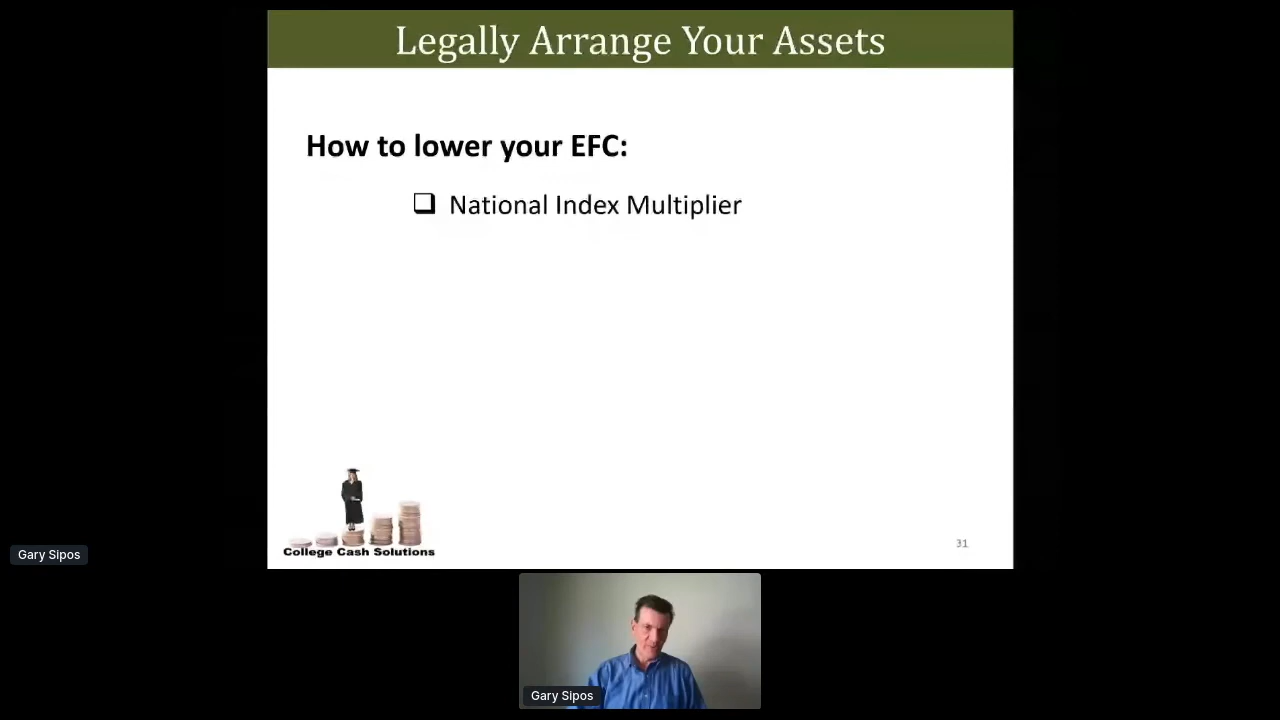 Legally Arrange Your Assets
How to lower your EFC:
National Index Multiplier
College Cash Solutions
31
Gary Sipos
Gary Sipos